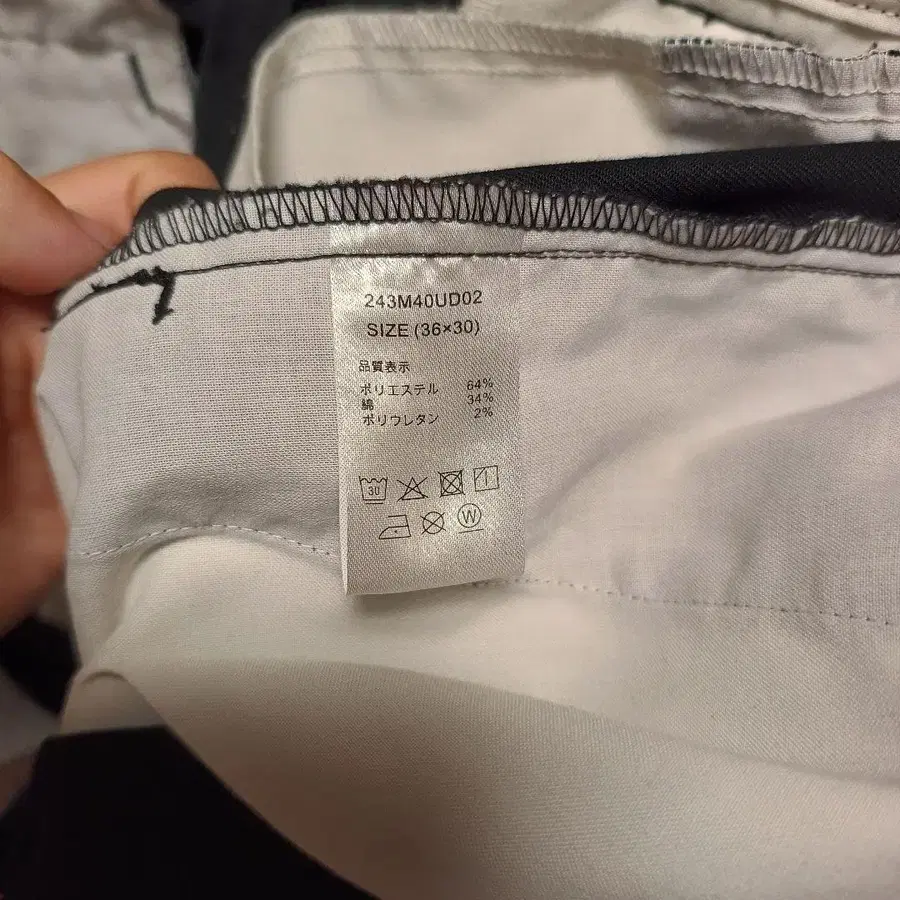 243M40UD02
SIZE (36×30)
品質表示
ポリエステル 64%
綿 34%
ポリウレタン 2%
30
W